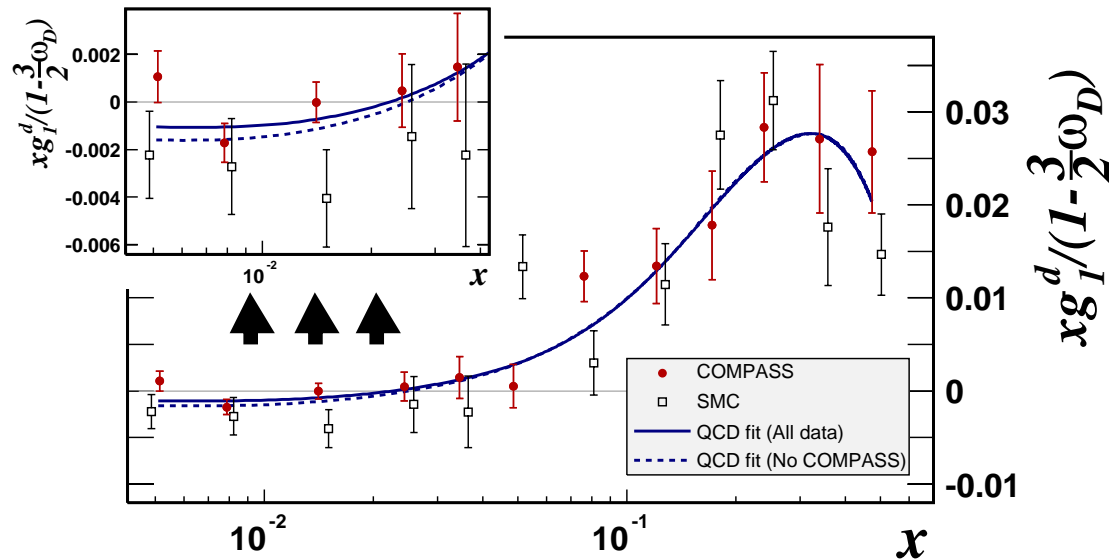 0.002
0
-0.002
-0.004
-0.006
xg₁ᵈ/(1-3/2ω_D)
10⁻²
x
0.03
0.02
0.01
0
-0.01
xg₁ᵈ/(1-3/2ω_D)
COMPASS
SMC
QCD fit (All data)
QCD fit (No COMPASS)
10⁻²
10⁻¹
x